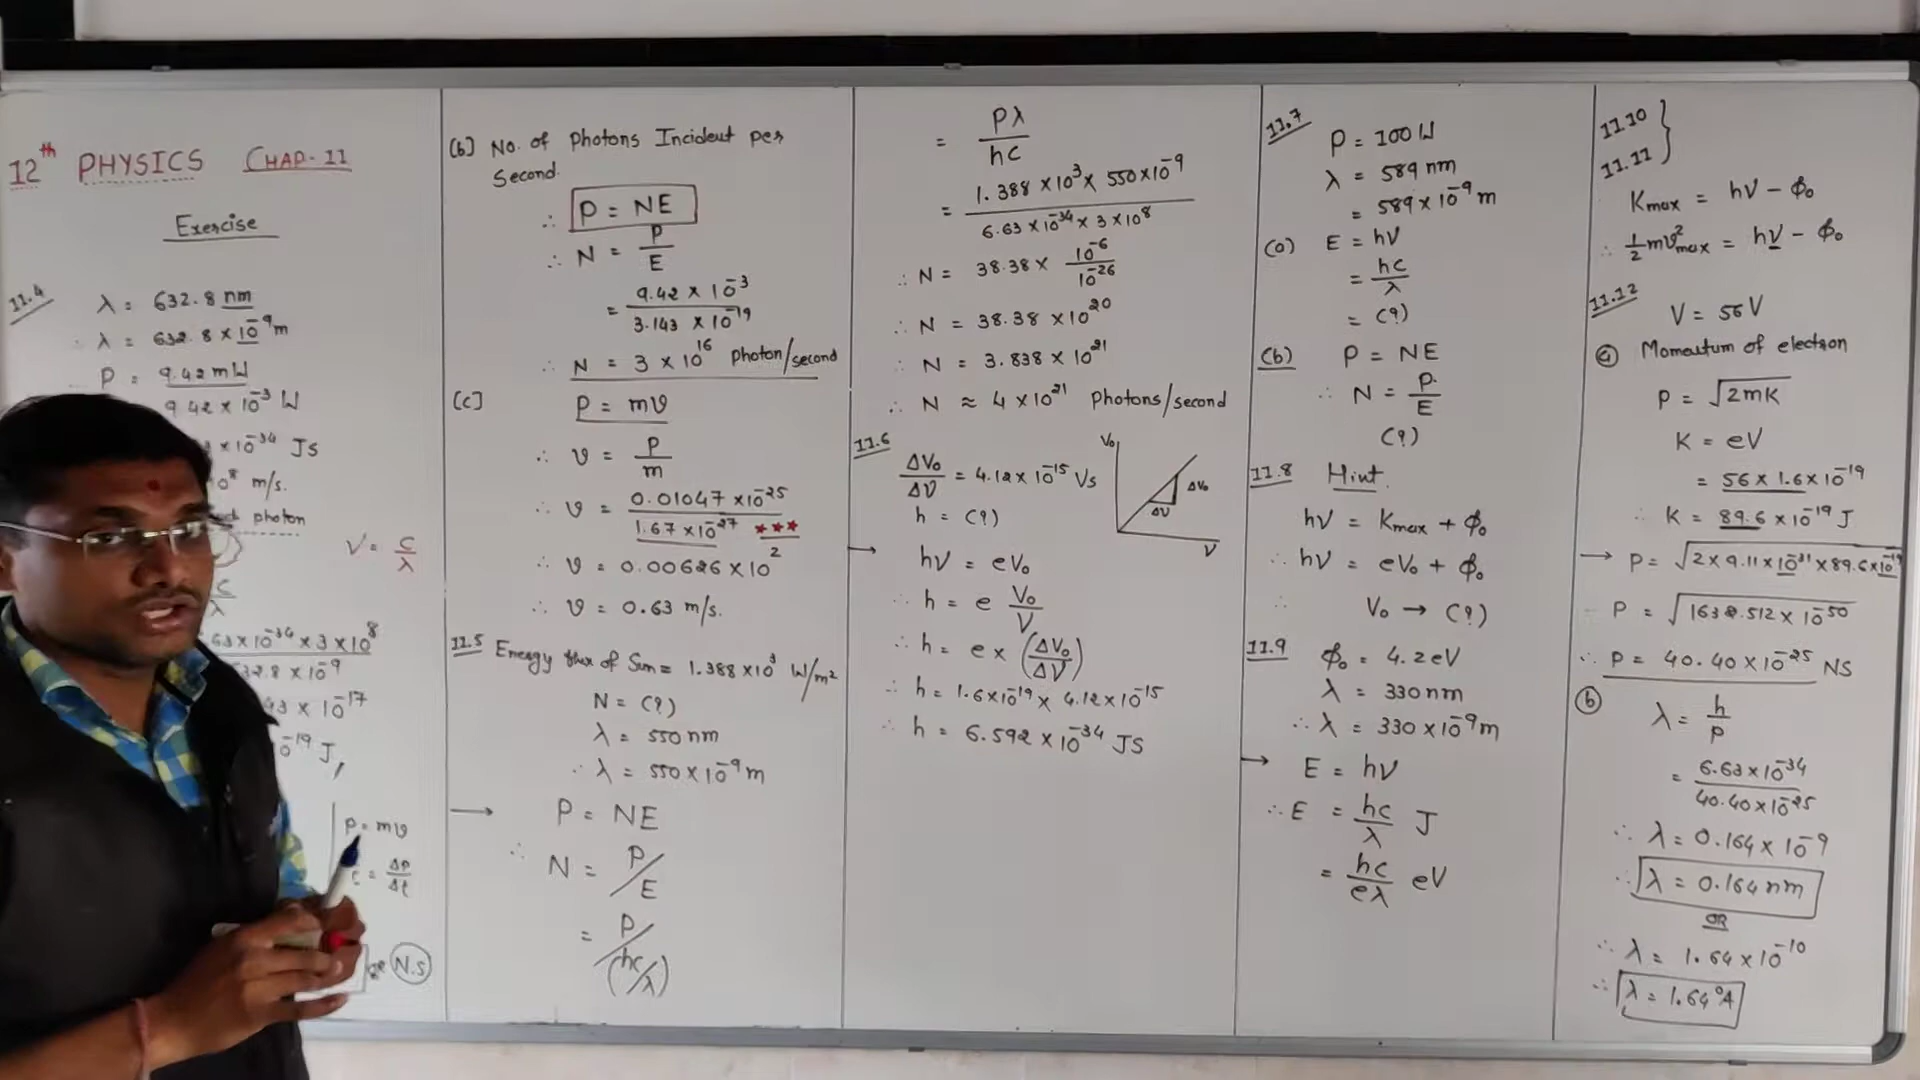 12th PHYSICS CHAP-11
Exercise
11.4
λ = 632.8 nm
∴ λ = 632.8 × 10⁻⁹ m
P = 9.42 mW
9.42 × 10⁻³ W
× 10⁻³⁴ JS
10⁸ m/s.
photon
ν = c/λ
c/λ
63 × 10⁻³⁴ × 3 × 10⁸
32.8 × 10⁻⁹
43 × 10⁻¹⁷
10⁻¹⁹ J
P = mv
= Δp/Δt
N.S
(b) No. of Photons Incident per
Second.
∴ P = NE
∴ N = P/E
= 9.42 × 10⁻³ / 3.143 × 10⁻¹⁹
∴ N = 3 × 10¹⁶ photon/second
(c) P = mv
∴ v = P/m
∴ v = 0.01047 × 10⁻²⁵ / 1.67 × 10⁻²⁷ ***
∴ v = 0.00626 × 10²
∴ v = 0.63 m/s.
11.5 Energy flux of Sun = 1.388 × 10³ W/m²
N = (?)
λ = 550 nm
∴ λ = 550 × 10⁻⁹ m
→ P = NE
∴ N = P/E
= P/(hc/λ)
= Pλ/hc
= 1.388 × 10³ × 550 × 10⁻⁹ / 6.63 × 10⁻³⁴ × 3 × 10⁸
∴ N = 38.38 × 10⁻⁶/10⁻²⁶
∴ N = 38.38 × 10²⁰
∴ N = 3.838 × 10²¹
∴ N ≈ 4 × 10²¹ photons/second
11.6
ΔV₀/Δν = 4.12 × 10⁻¹⁵ Vs
V₀
ΔV₀
Δν
ν
h = (?)
→ hν = eV₀
∴ h = e V₀/ν
∴ h = e × (ΔV₀/Δν)
∴ h = 1.6 × 10⁻¹⁹ × 4.12 × 10⁻¹⁵
∴ h = 6.592 × 10⁻³⁴ JS
11.7
P = 100 W
λ = 589 nm
= 589 × 10⁻⁹ m
(a) E = hν
= hc/λ
= (?)
(b) P = NE
∴ N = P/E
(?)
11.8 Hint.
hν = Kmax + ϕ₀
∴ hν = eV₀ + ϕ₀
∴ V₀ → (?)
11.9 ϕ₀ = 4.2 eV
λ = 330 nm
∴ λ = 330 × 10⁻⁹ m
→ E = hν
∴ E = hc/λ J
= hc/eλ eV
11.10 }
11.11 }
Kmax = hν – ϕ₀
∴ ½mv²max = hν – ϕ₀
11.12
V = 56 V
(a) Momentum of electron
P = √2mK
K = eV
= 56 × 1.6 × 10⁻¹⁹
∴ K = 89.6 × 10⁻¹⁹ J
→ P = √2 × 9.11 × 10⁻³¹ × 89.6 × 10⁻¹⁹
P = √1632.512 × 10⁻⁵⁰
∴ P = 40.40 × 10⁻²⁵ NS
(b) λ = h/P
= 6.63 × 10⁻³⁴ / 40.40 × 10⁻²⁵
∴ λ = 0.164 × 10⁻⁹
∴ λ = 0.164 nm
OR
∴ λ = 1.64 × 10⁻¹⁰
∴ λ = 1.64 °A